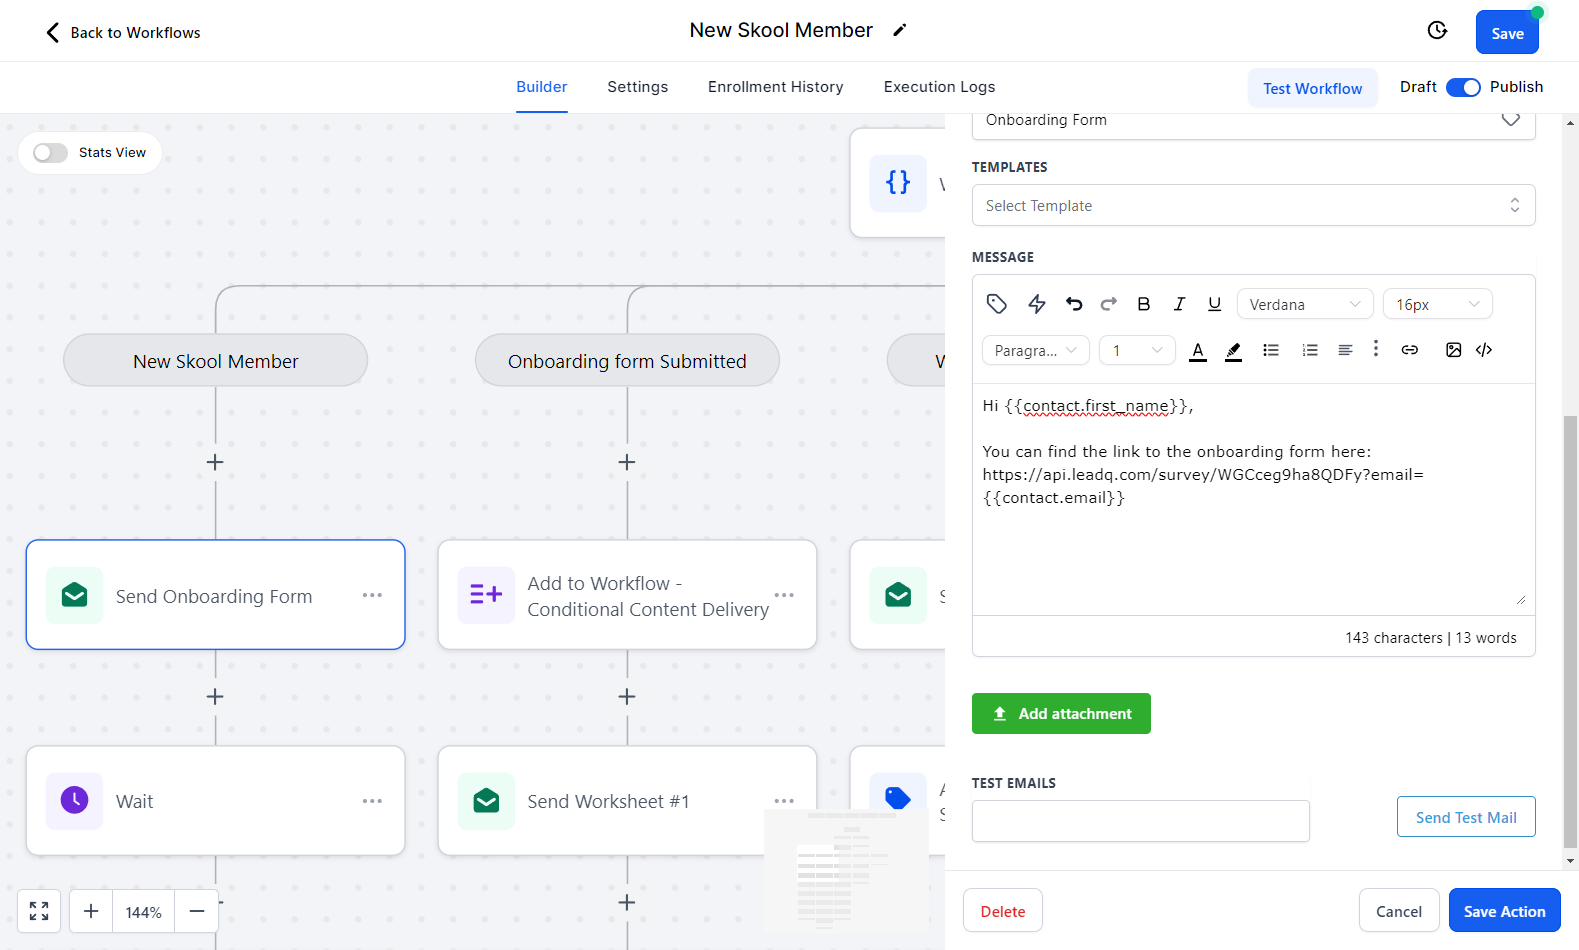 Back to Workflows
New Skool Member
Save
Builder
Settings
Enrollment History
Execution Logs
Test Workflow
Draft
Publish
Stats View
Onboarding Form
TEMPLATES
Select Template
MESSAGE
B I U Verdana 16px
Paragra... 1 A
Hi {{contact.first_name}},
You can find the link to the onboarding form here:
https://api.leadq.com/survey/WGCceg9ha8QDFy?email=
{{contact.email}}
143 characters | 13 words
Add attachment
TEST EMAILS
Send Test Mail
Delete
Cancel
Save Action
New Skool Member
Onboarding form Submitted
Send Onboarding Form
Add to Workflow -
Conditional Content Delivery
Wait
Send Worksheet #1
144%